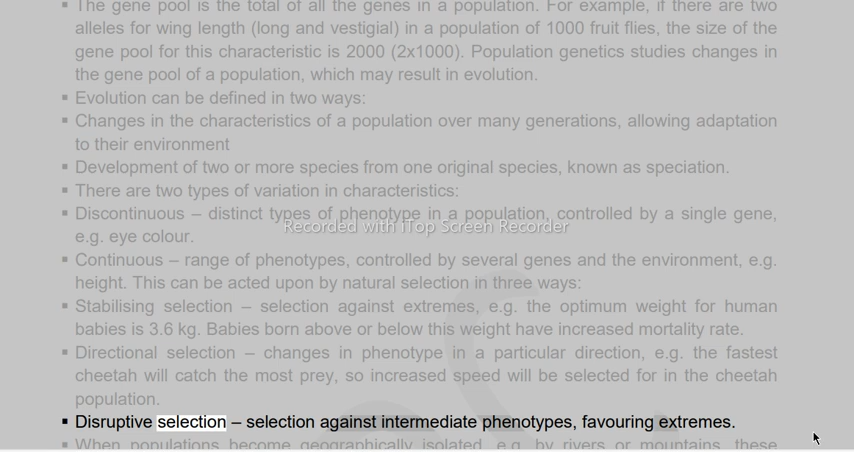 ▪ The gene pool is the total of all the genes in a population. For example, if there are two
alleles for wing length (long and vestigial) in a population of 1000 fruit flies, the size of the
gene pool for this characteristic is 2000 (2x1000). Population genetics studies changes in
the gene pool of a population, which may result in evolution.
▪ Evolution can be defined in two ways:
▪ Changes in the characteristics of a population over many generations, allowing adaptation
to their environment
▪ Development of two or more species from one original species, known as speciation.
▪ There are two types of variation in characteristics:
▪ Discontinuous – distinct types of phenotype in a population, controlled by a single gene,
Recorded with iTop Screen Recorder
e.g. eye colour.
▪ Continuous – range of phenotypes, controlled by several genes and the environment, e.g.
height. This can be acted upon by natural selection in three ways:
▪ Stabilising selection – selection against extremes, e.g. the optimum weight for human
babies is 3.6 kg. Babies born above or below this weight have increased mortality rate.
▪ Directional selection – changes in phenotype in a particular direction, e.g. the fastest
cheetah will catch the most prey, so increased speed will be selected for in the cheetah
population.
▪ Disruptive selection – selection against intermediate phenotypes, favouring extremes.
▪ When populations become geographically isolated, e.g. by rivers or mountains, these